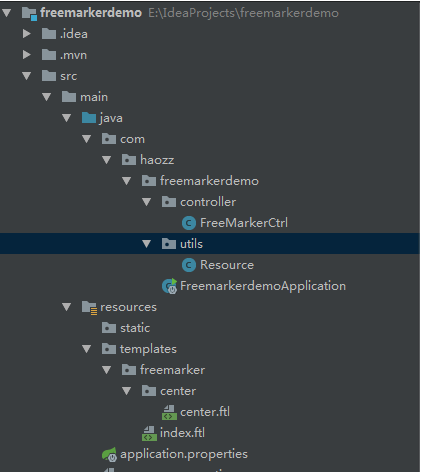 freemarkerdemo E:\IdeaProjects\freemarkerdemo
.idea
.mvn
src
main
java
com
haozz
freemarkerdemo
controller
FreeMarkerCtrl
utils
Resource
FreemarkerdemoApplication
resources
static
templates
freemarker
center
center.ftl
index.ftl
application.properties